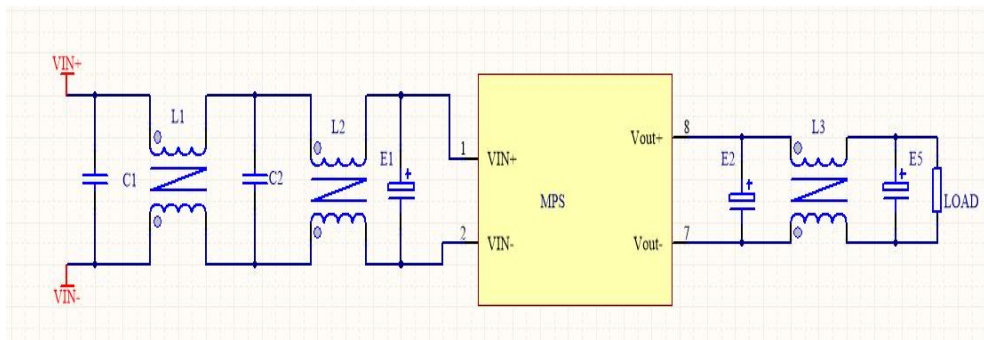 VIN+
L1
L2
E1
C1
C2
1
VIN+
2
VIN-
MPS
Vout+
8
Vout-
7
E2
L3
E5
LOAD
VIN-